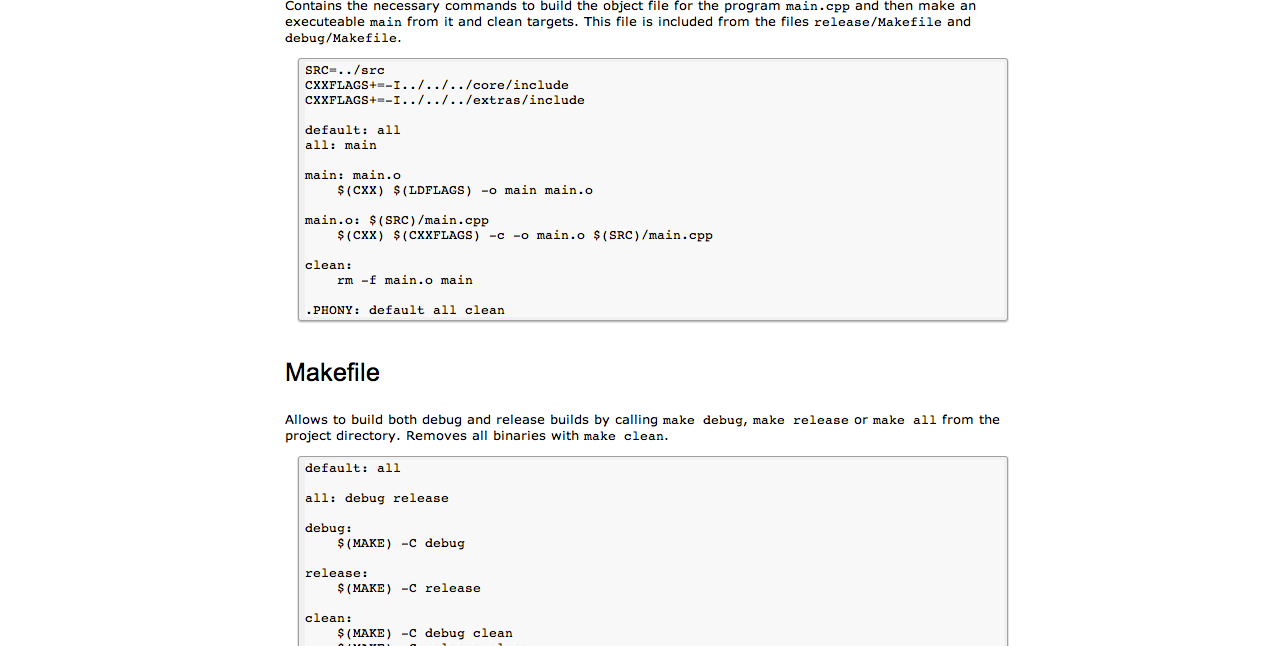 Contains the necessary commands to build the object file for the program main.cpp and then make an
executeable main from it and clean targets. This file is included from the files release/Makefile and
debug/Makefile.
SRC=../src
CXXFLAGS+=-I../../../core/include
CXXFLAGS+=-I../../../extras/include
default: all
all: main
main: main.o
$(CXX) $(LDFLAGS) -o main main.o
main.o: $(SRC)/main.cpp
$(CXX) $(CXXFLAGS) -c -o main.o $(SRC)/main.cpp
clean:
rm -f main.o main
.PHONY: default all clean
Makefile
Allows to build both debug and release builds by calling make debug, make release or make all from the
project directory. Removes all binaries with make clean.
default: all
all: debug release
debug:
$(MAKE) -C debug
release:
$(MAKE) -C release
clean:
$(MAKE) -C debug clean